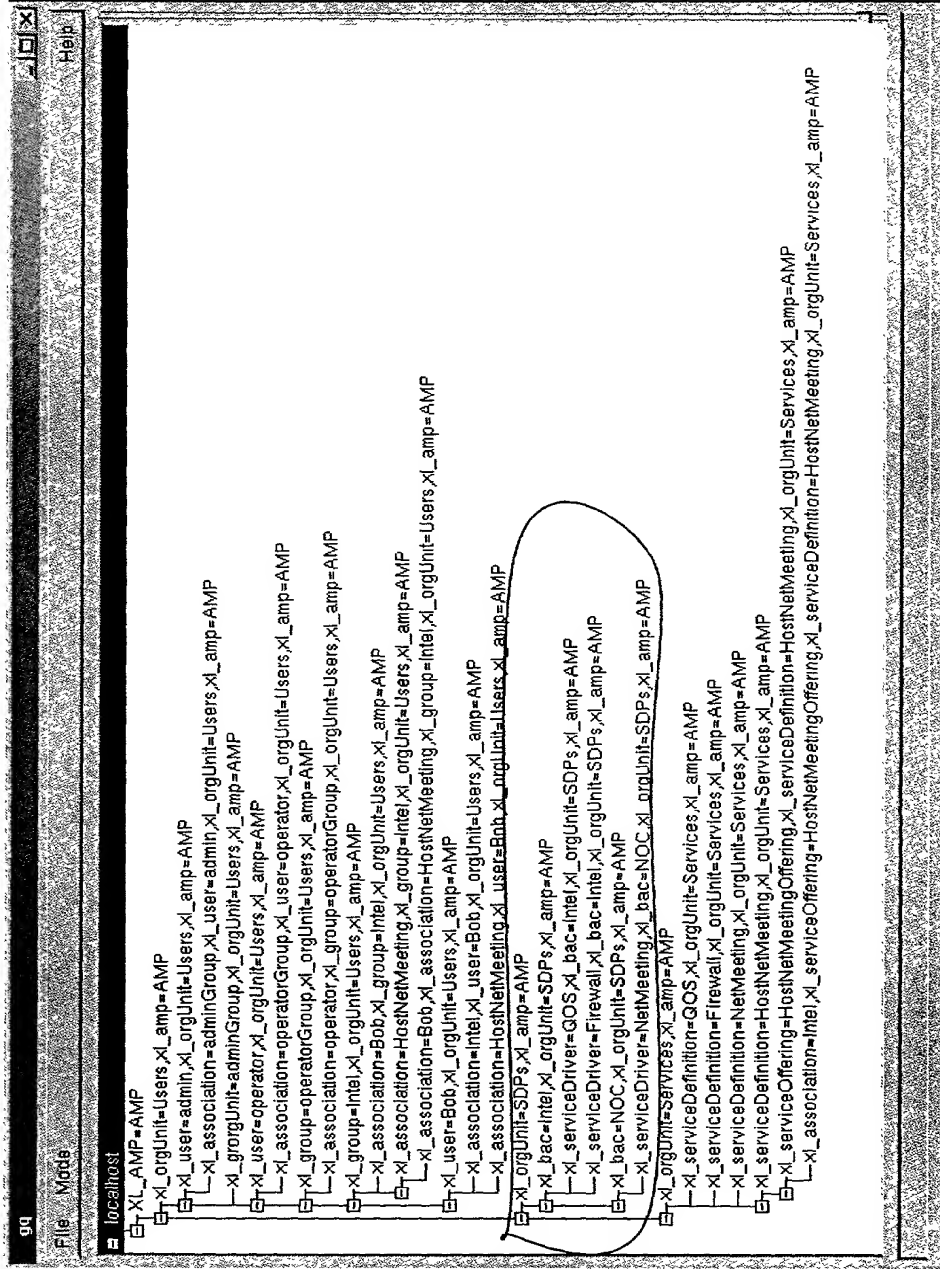 gq
File Mode Help
localhost
XL_AMP=AMP
xl_orgUnit=Users,xl_amp=AMP
xl_user=admin,xl_orgUnit=Users,xl_amp=AMP
xl_association=adminGroup,xl_user=admin,xl_orgUnit=Users,xl_amp=AMP
xl_grorgUnit=adminGroup,xl_orgUnit=Users,xl_amp=AMP
xl_user=operator,xl_orgUnit=Users,xl_amp=AMP
xl_association=operatorGroup,xl_user=operator,xl_orgUnit=Users,xl_amp=AMP
xl_group=operatorGroup,xl_orgUnit=Users,xl_amp=AMP
xl_association=operator,xl_group=operatorGroup,xl_orgUnit=Users,xl_amp=AMP
xl_group=Intel,xl_orgUnit=Users,xl_amp=AMP
xl_association=Bob,xl_group=Intel,xl_orgUnit=Users,xl_amp=AMP
xl_association=HostNetMeeting,xl_group=Intel,xl_orgUnit=Users,xl_amp=AMP
xl_association=Bob,xl_association=HostNetMeeting,xl_group=Intel,xl_orgUnit=Users,xl_amp=AMP
xl_user=Bob,xl_orgUnit=Users,xl_amp=AMP
xl_association=Intel,xl_user=Bob,xl_orgUnit=Users,xl_amp=AMP
xl_association=HostNetMeeting,xl_user=Bob,xl_orgUnit=Users,xl_amp=AMP
xl_orgUnit=SDPs,xl_amp=AMP
xl_bac=Intel,xl_orgUnit=SDPs,xl_amp=AMP
xl_serviceDriver=QOS,xl_bac=Intel,xl_orgUnit=SDPs,xl_amp=AMP
xl_serviceDriver=Firewall,xl_bac=Intel,xl_orgUnit=SDPs,xl_amp=AMP
xl_bac=NOC,xl_orgUnit=SDPs,xl_amp=AMP
xl_serviceDriver=NetMeeting,xl_bac=NOC,xl_orgUnit=SDPs,xl_amp=AMP
xl_orgUnit=Services,xl_amp=AMP
xl_serviceDefinition=QOS,xl_orgUnit=Services,xl_amp=AMP
xl_serviceDefinition=Firewall,xl_orgUnit=Services,xl_amp=AMP
xl_serviceDefinition=NetMeeting,xl_orgUnit=Services,xl_amp=AMP
xl_serviceDefinition=HostNetMeeting,xl_orgUnit=Services,xl_amp=AMP
xl_serviceOffering=HostNetMeetingOffering,xl_serviceDefinition=HostNetMeeting,xl_orgUnit=Services,xl_amp=AMP
xl_association=Intel,xl_serviceOffering=HostNetMeetingOffering,xl_serviceDefinition=HostNetMeeting,xl_orgUnit=Services,xl_amp=AMP